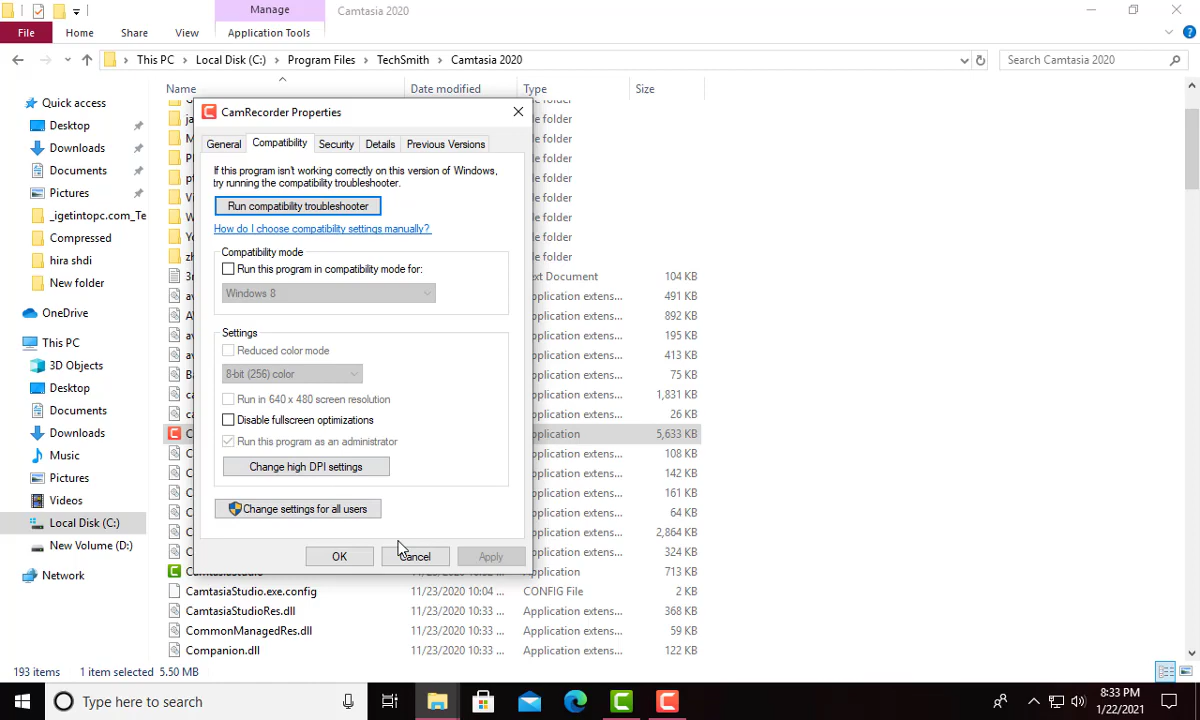 Manage
Camtasia 2020
File
Home
Share
View
Application Tools
This PC
Local Disk (C:)
Program Files
TechSmith
Camtasia 2020
Search Camtasia 2020
Name
Date modified
Type
Size
Quick access
Desktop
Downloads
Documents
Pictures
_igetintopc.com_Te
Compressed
hira shdi
New folder
OneDrive
This PC
3D Objects
Desktop
Documents
Downloads
Music
Pictures
Videos
Local Disk (C:)
New Volume (D:)
Network
CamRecorder Properties
General
Compatibility
Security
Details
Previous Versions
If this program isn't working correctly on this version of Windows,
try running the compatibility troubleshooter.
Run compatibility troubleshooter
How do I choose compatibility settings manually?
Compatibility mode
Run this program in compatibility mode for:
Windows 8
Settings
Reduced color mode
8-bit (256) color
Run in 640 x 480 screen resolution
Disable fullscreen optimizations
Run this program as an administrator
Change high DPI settings
Change settings for all users
OK
Cancel
Apply
104 KB
491 KB
892 KB
195 KB
413 KB
75 KB
1,831 KB
26 KB
5,633 KB
108 KB
142 KB
161 KB
64 KB
2,864 KB
324 KB
713 KB
CamtasiaStudio.exe.config 11/23/2020 10:04 ... CONFIG File 2 KB
CamtasiaStudioRes.dll 11/23/2020 10:33 ... Application extens... 368 KB
CommonManagedRes.dll 11/23/2020 10:33 ... Application extens... 59 KB
Companion.dll 11/23/2020 10:33 ... Application extens... 122 KB
193 items
1 item selected 5.50 MB
Type here to search
8:33 PM
1/22/2021